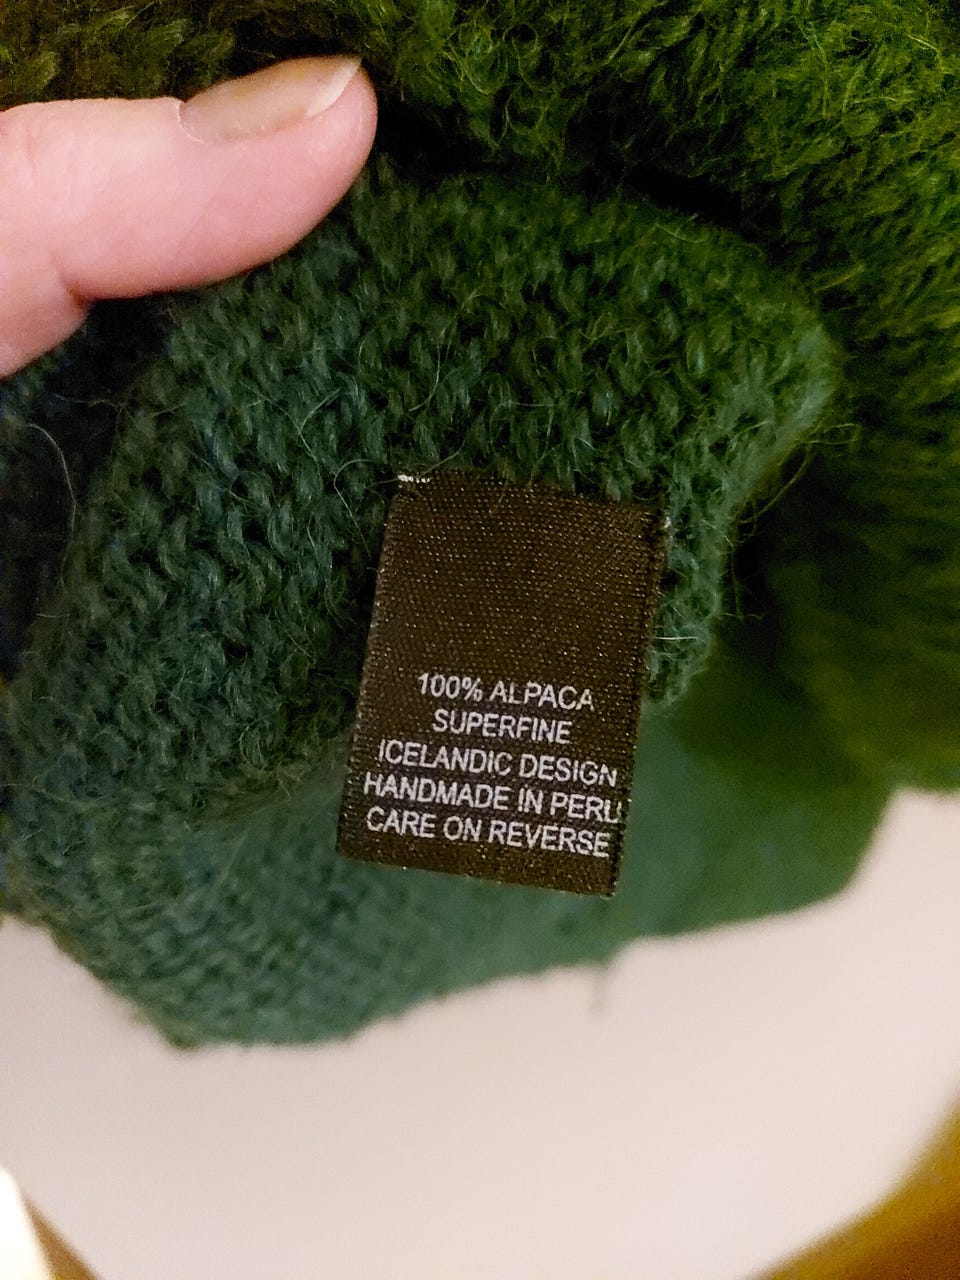 100% ALPACA
SUPERFINE
ICELANDIC DESIGN
HANDMADE IN PERU
CARE ON REVERSE